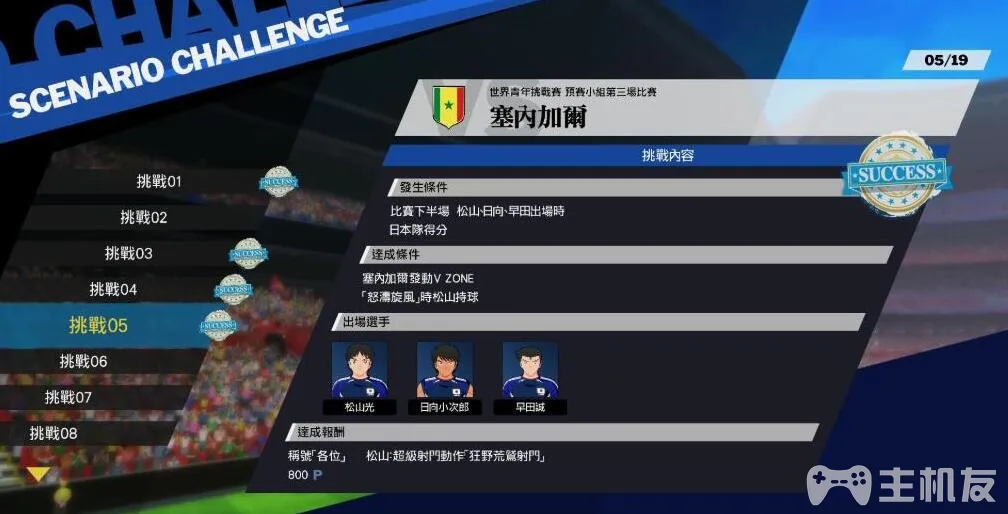 SCENARIO CHALLENGE
05/19
世界青年挑戰賽 預賽小組第三場比賽
塞內加爾
挑戰內容
SUCCESS
挑戰01
SUCCESS
挑戰02
挑戰03
SUCCESS
挑戰04
SUCCESS
挑戰05
SUCCESS
挑戰06
挑戰07
挑戰08
發生條件
比賽下半場 松山、日向、早田出場時
日本隊得分
達成條件
塞內加爾發動V ZONE
「怒濤旋風」時松山持球
出場選手
松山光
日向小次郎
早田誠
達成報酬
稱號「各位」 松山:超級射門動作「狂野荒鷲射門」
800 P
主机友